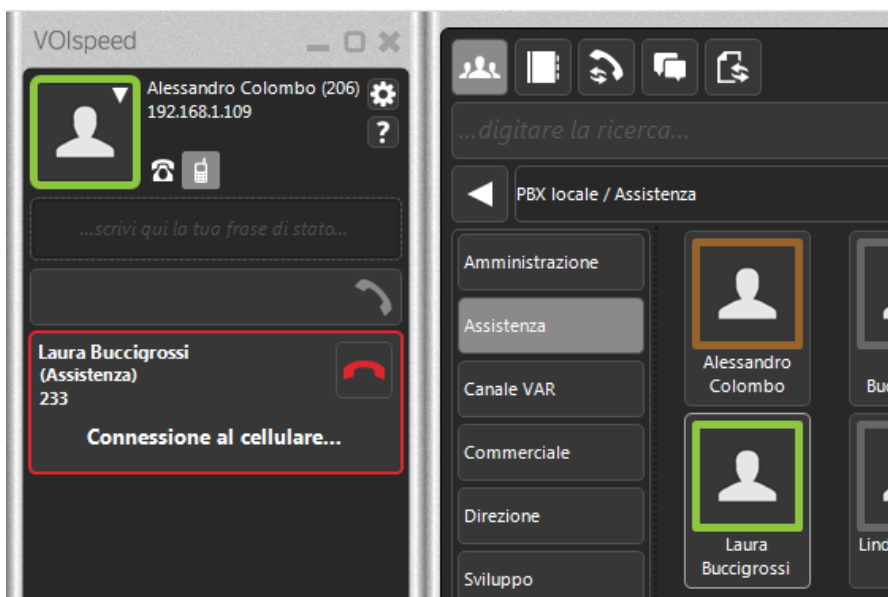 VOIspeed
Alessandro Colombo (206)
192.168.1.109
?
...scrivi qui la tua frase di stato...
Laura Buccigrossi
(Assistenza)
233
Connessione al cellulare...
...digitare la ricerca...
PBX locale / Assistenza
Amministrazione
Assistenza
Canale VAR
Commerciale
Direzione
Sviluppo
Alessandro
Colombo
Laura
Buccigrossi